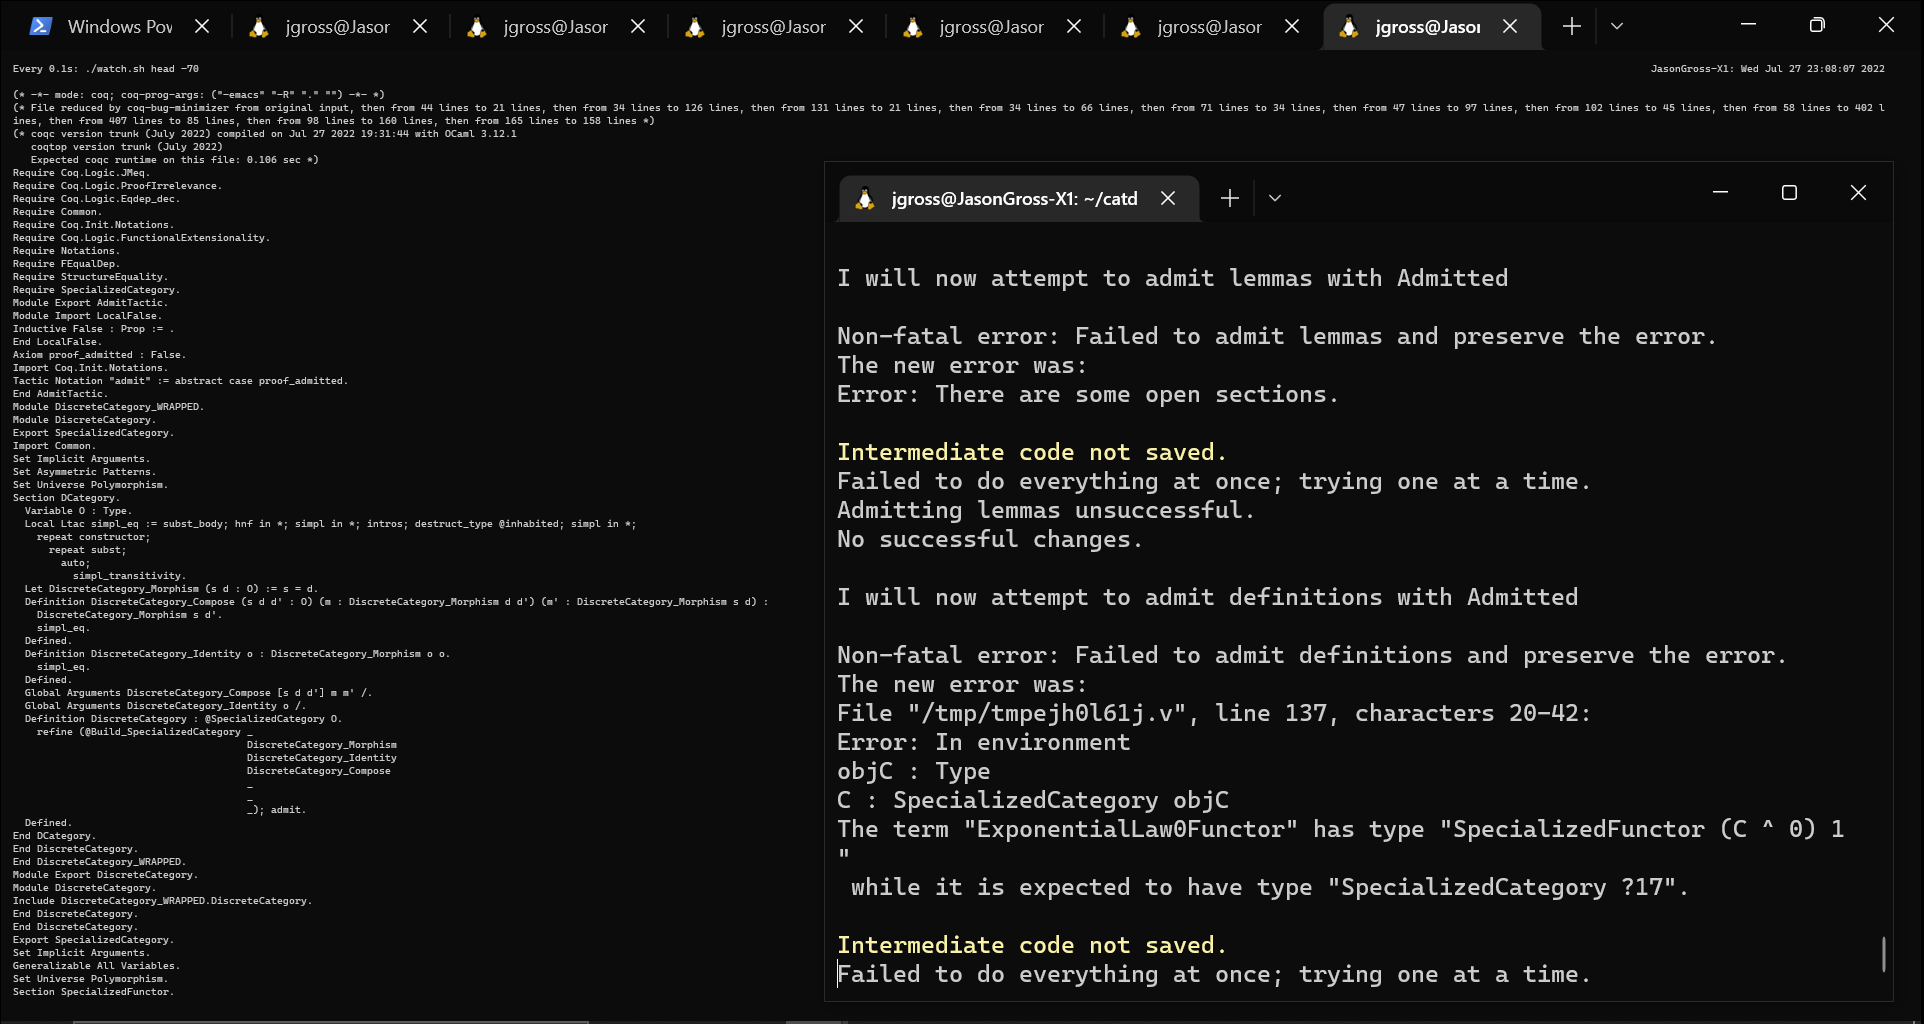 Windows Pov
jgross@Jasor
jgross@Jasor
jgross@Jasor
jgross@Jasor
jgross@Jasor
jgross@Jasor
Every 0.1s: ./watch.sh head -70
JasonGross-X1: Wed Jul 27 23:08:07 2022
(* -*- mode: coq; coq-prog-args: ("-emacs" "-R" "." "") -*- *)
(* File reduced by coq-bug-minimizer from original input, then from 44 lines to 21 lines, then from 34 lines to 126 lines, then from 131 lines to 21 lines, then from 34 lines to 66 lines, then from 71 lines to 34 lines, then from 47 lines to 97 lines, then from 102 lines to 45 lines, then from 58 lines to 402 l
ines, then from 407 lines to 85 lines, then from 98 lines to 160 lines, then from 165 lines to 158 lines *)
(* coqc version trunk (July 2022) compiled on Jul 27 2022 19:31:44 with OCaml 3.12.1
   coqtop version trunk (July 2022)
   Expected coqc runtime on this file: 0.106 sec *)
Require Coq.Logic.JMeq.
Require Coq.Logic.ProofIrrelevance.
Require Coq.Logic.Eqdep_dec.
Require Common.
Require Coq.Init.Notations.
Require Coq.Logic.FunctionalExtensionality.
Require Notations.
Require FEqualDep.
Require StructureEquality.
Require SpecializedCategory.
Module Export AdmitTactic.
Module Import LocalFalse.
Inductive False : Prop := .
End LocalFalse.
Axiom proof_admitted : False.
Import Coq.Init.Notations.
Tactic Notation "admit" := abstract case proof_admitted.
End AdmitTactic.
Module DiscreteCategory_WRAPPED.
Module DiscreteCategory.
Export SpecializedCategory.
Import Common.
Set Implicit Arguments.
Set Asymmetric Patterns.
Set Universe Polymorphism.
Section DCategory.
  Variable O : Type.
  Local Ltac simpl_eq := subst_body; hnf in *; simpl in *; intros; destruct_type @inhabited; simpl in *;
    repeat constructor;
      repeat subst;
        auto;
          simpl_transitivity.
  Let DiscreteCategory_Morphism (s d : O) := s = d.
  Definition DiscreteCategory_Compose (s d d' : O) (m : DiscreteCategory_Morphism d d') (m' : DiscreteCategory_Morphism s d) :
    DiscreteCategory_Morphism s d'.
    simpl_eq.
  Defined.
  Definition DiscreteCategory_Identity o : DiscreteCategory_Morphism o o.
    simpl_eq.
  Defined.
  Global Arguments DiscreteCategory_Compose [s d d'] m m' /.
  Global Arguments DiscreteCategory_Identity o /.
  Definition DiscreteCategory : @SpecializedCategory O.
    refine (@Build_SpecializedCategory _
                                       DiscreteCategory_Morphism
                                       DiscreteCategory_Identity
                                       DiscreteCategory_Compose
                                       _
                                       _
                                       _); admit.
  Defined.
End DCategory.
End DiscreteCategory.
End DiscreteCategory_WRAPPED.
Module Export DiscreteCategory.
Module DiscreteCategory.
Include DiscreteCategory_WRAPPED.DiscreteCategory.
End DiscreteCategory.
End DiscreteCategory.
Export SpecializedCategory.
Set Implicit Arguments.
Generalizable All Variables.
Set Universe Polymorphism.
Section SpecializedFunctor.
jgross@JasonGross-X1: ~/catd
I will now attempt to admit lemmas with Admitted
Non-fatal error: Failed to admit lemmas and preserve the error.
The new error was:
Error: There are some open sections.
Intermediate code not saved.
Failed to do everything at once; trying one at a time.
Admitting lemmas unsuccessful.
No successful changes.
I will now attempt to admit definitions with Admitted
Non-fatal error: Failed to admit definitions and preserve the error.
The new error was:
File "/tmp/tmpejh0l61j.v", line 137, characters 20-42:
Error: In environment
objC : Type
C : SpecializedCategory objC
The term "ExponentialLaw0Functor" has type "SpecializedFunctor (C ^ 0) 1
"
 while it is expected to have type "SpecializedCategory ?17".
Intermediate code not saved.
Failed to do everything at once; trying one at a time.